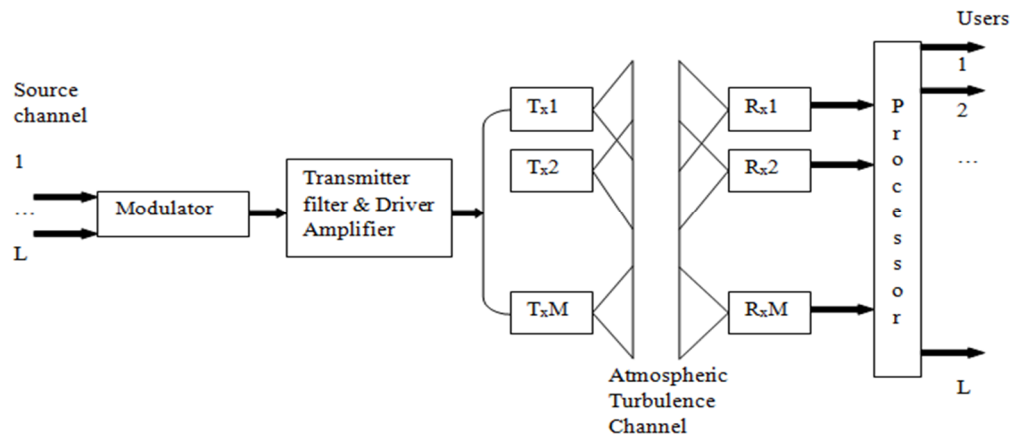 Source
channel
1
...
L
Modulator
Transmitter
filter & Driver
Amplifier
Tx1
Tx2
TxM
Atmospheric
Turbulence
Channel
Rx1
Rx2
RxM
P
r
o
c
e
s
s
o
r
Users
1
2
...
L